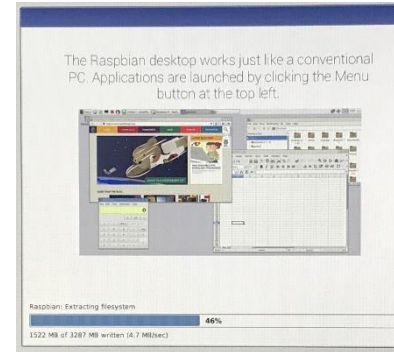 The Raspbian desktop works just like a conventional
PC. Applications are launched by clicking the Menu
button at the top left.
Raspbian: Extracting filesystem
46%
1522 MB of 3287 MB written (4.7 MB/sec)